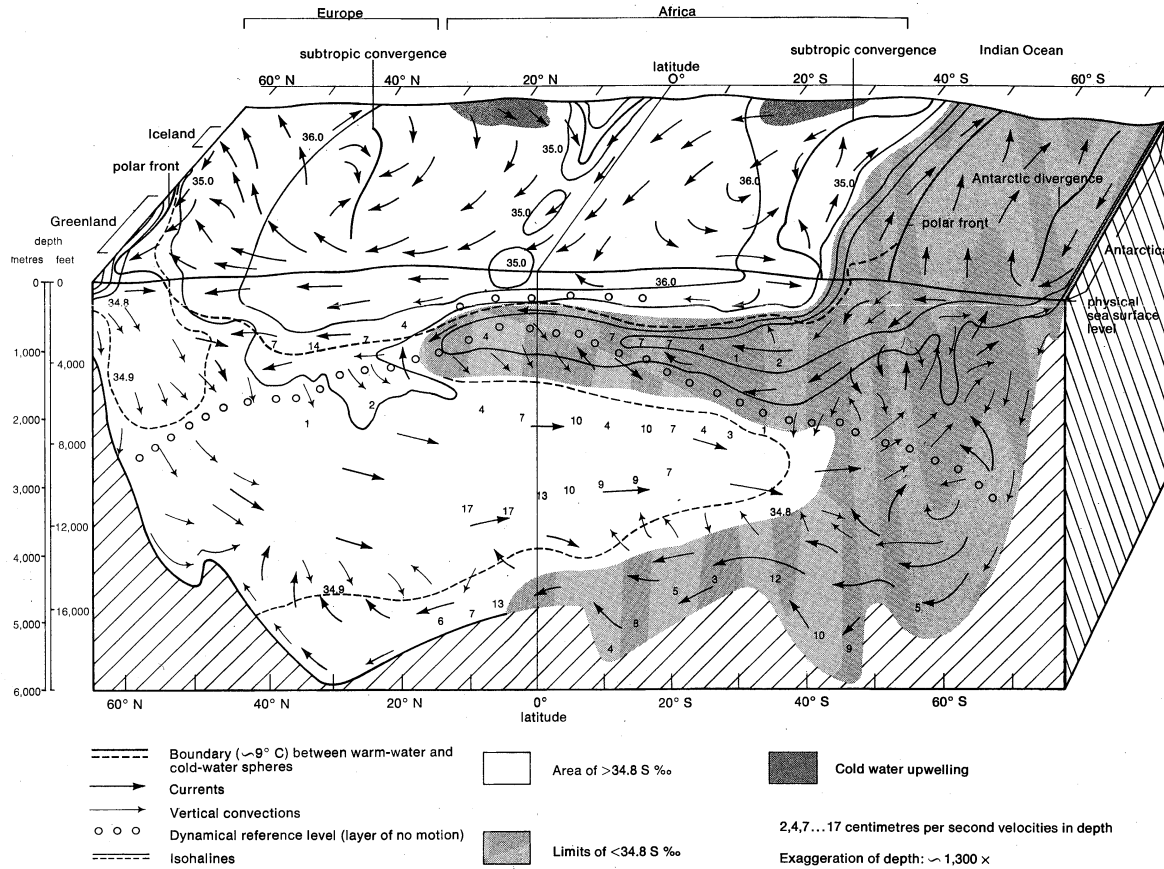 Europe
Africa
subtropic convergence
subtropic convergence
Indian Ocean
latitude
60° N
40° N
20° N
0°
20° S
40° S
60° S
Iceland
polar front
Greenland
36.0
35.0
35.0
35.0
35.0
36.0
35.0
36.0
Antarctic divergence
polar front
Antarctica
physical
sea surface
level
depth
metres
feet
0
0
1,000
4,000
2,000
8,000
3,000
12,000
4,000
16,000
5,000
6,000
34.8
34.9
4
7
14
7
4
7
7
7
4
1
2
2
1
4
7
10
4
10
7
4
3
1
7
13
10
9
9
17
17
34.8
34.9
6
7
13
5
3
12
8
4
10
9
5
60° N
40° N
20° N
0°
latitude
20° S
40° S
60° S
Boundary (∽9° C) between warm-water and
cold-water spheres
Currents
Vertical convections
Dynamical reference level (layer of no motion)
Isohalines
Area of >34.8 S ‰
Limits of <34.8 S ‰
Cold water upwelling
2,4,7...17 centimetres per second velocities in depth
Exaggeration of depth: ∽ 1,300 ×